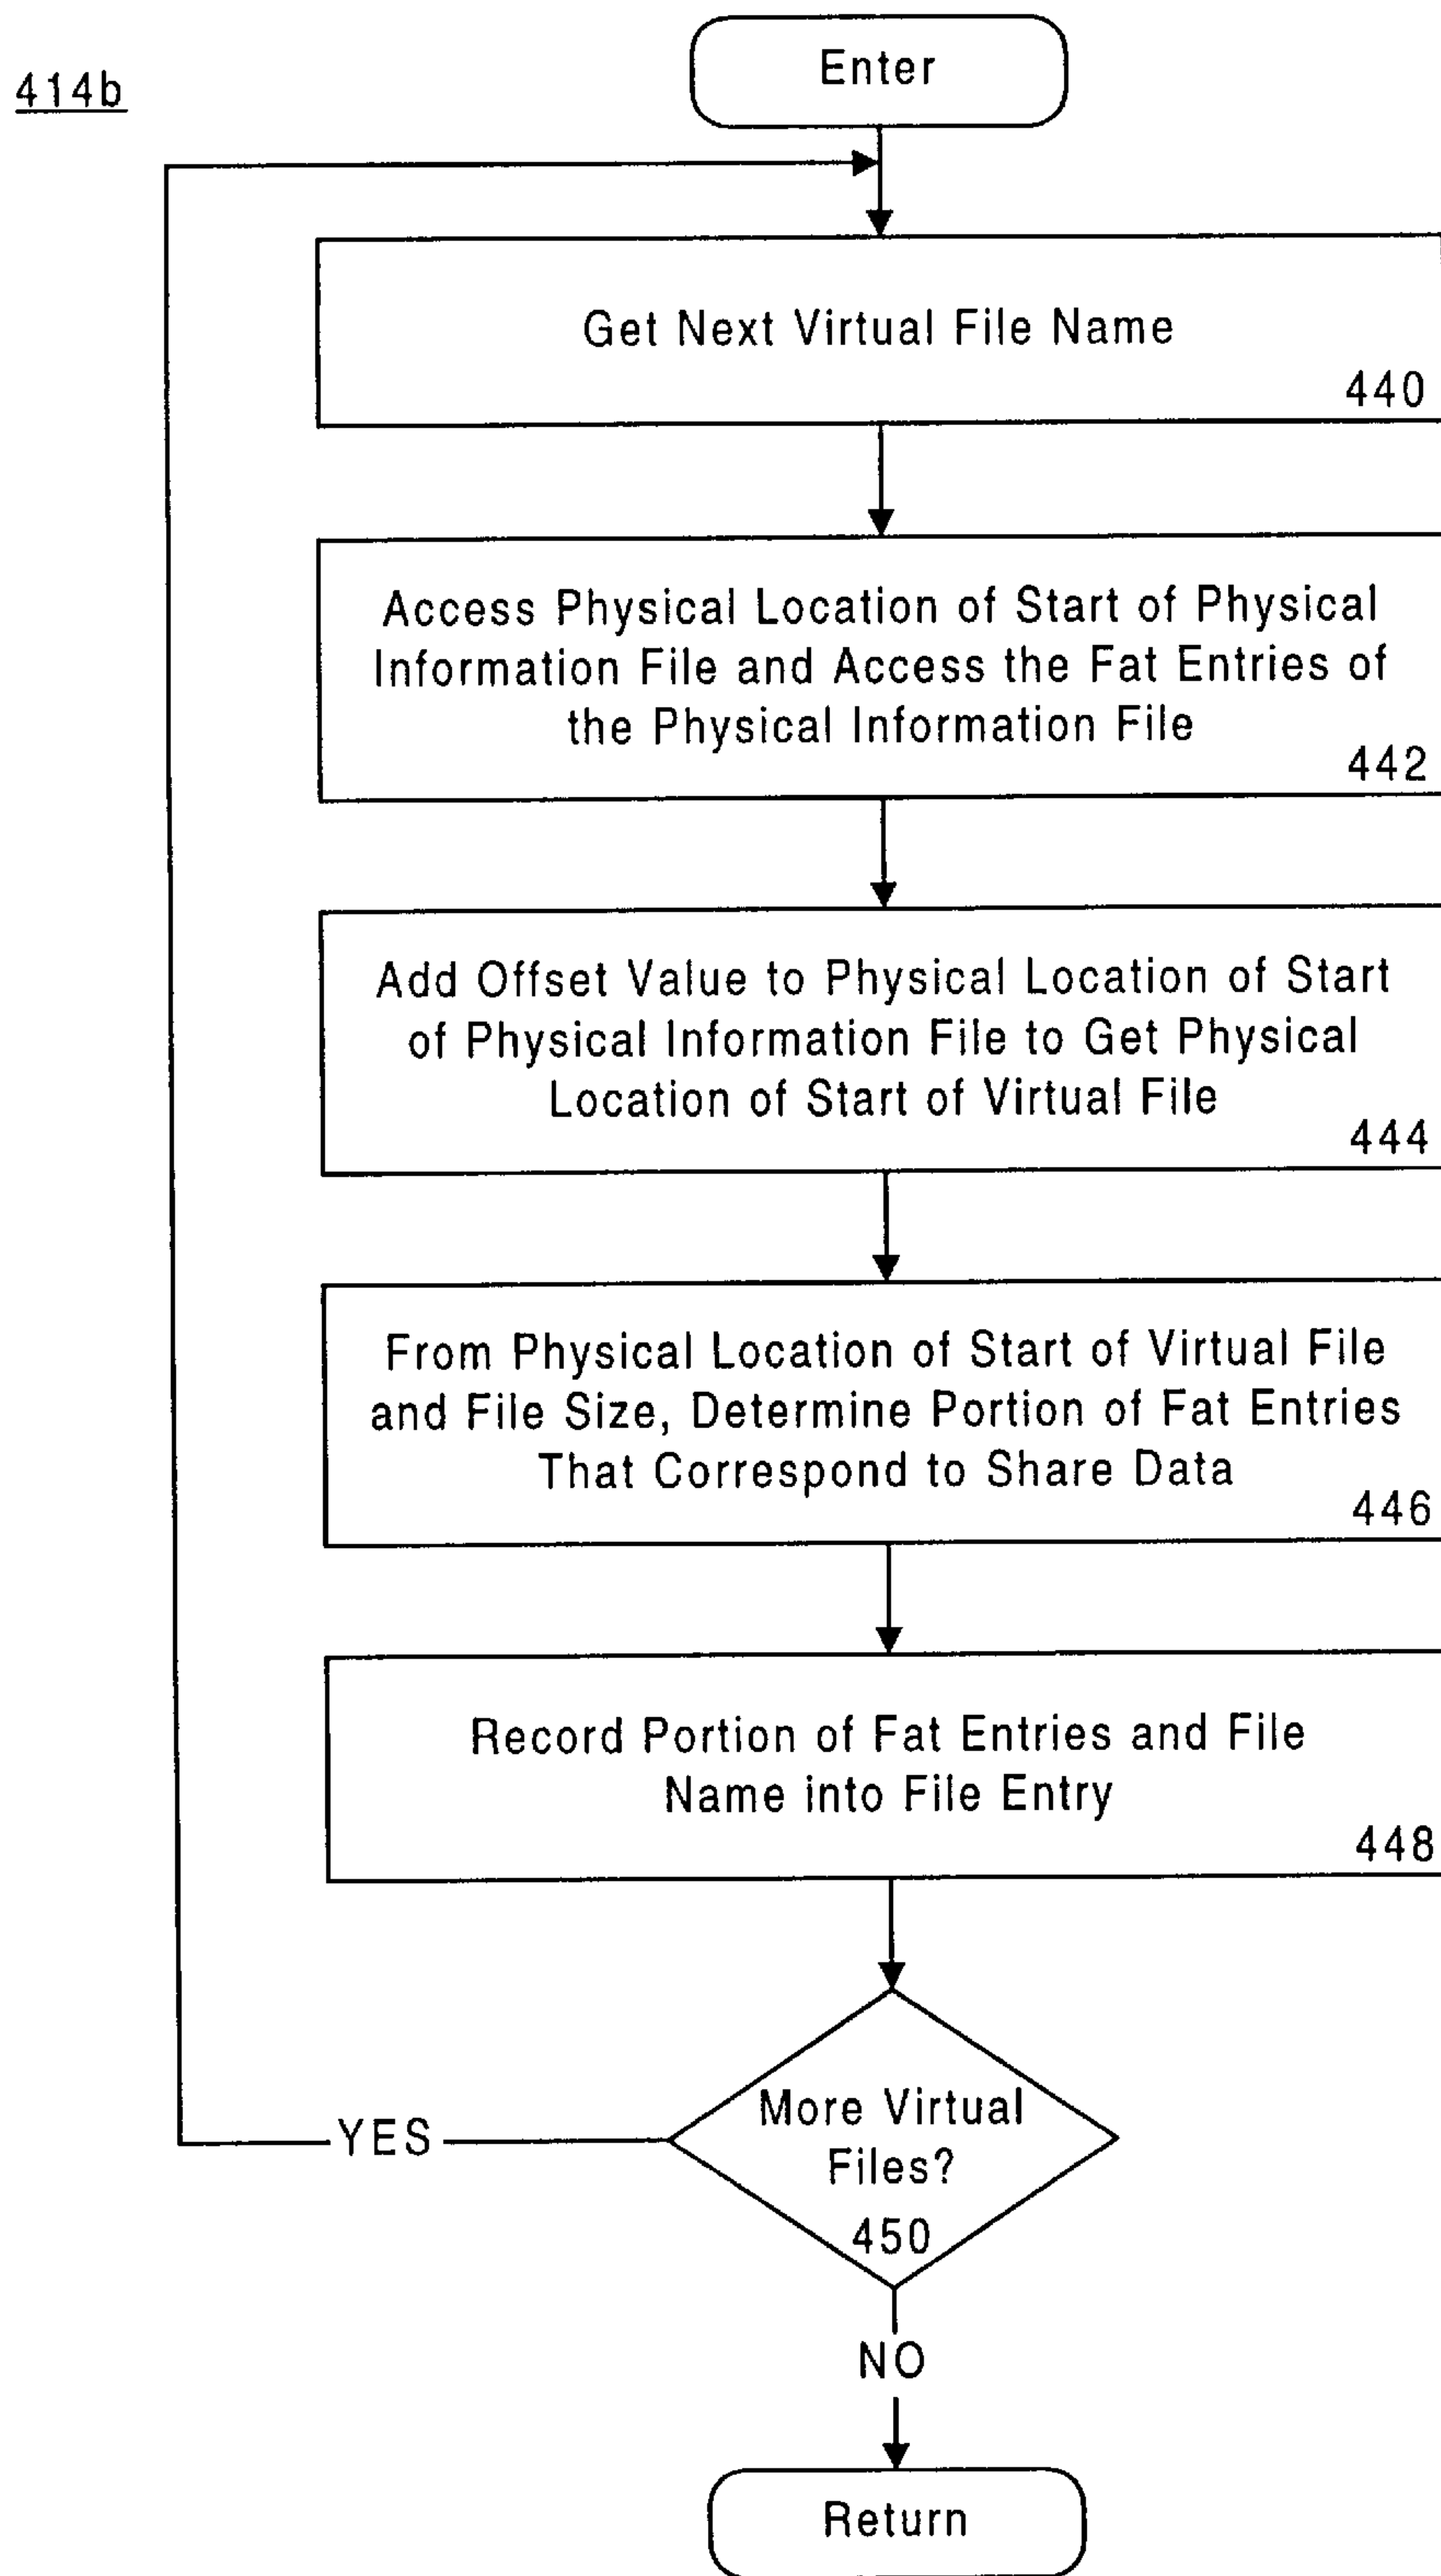 414b
Enter
Get Next Virtual File Name
440
Access Physical Location of Start of Physical
Information File and Access the Fat Entries of
the Physical Information File
442
Add Offset Value to Physical Location of Start
of Physical Information File to Get Physical
Location of Start of Virtual File
444
From Physical Location of Start of Virtual File
and File Size, Determine Portion of Fat Entries
That Correspond to Share Data
446
Record Portion of Fat Entries and File
Name into File Entry
448
More Virtual
Files?
450
YES
NO
Return